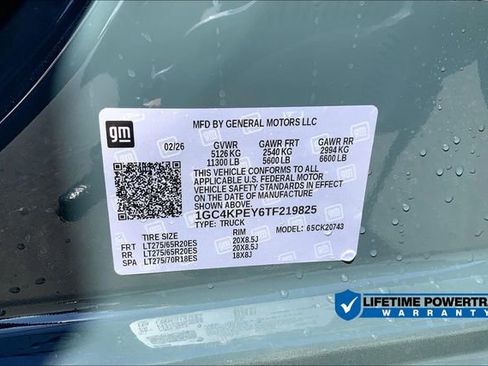 gm
MFD BY GENERAL MOTORS LLC
02/26
GVWR GAWR FRT GAWR RR
5126 KG 2540 KG 2994 KG
11300 LB 5600 LB 6600 LB
THIS VEHICLE CONFORMS TO ALL
APPLICABLE U.S. FEDERAL MOTOR
VEHICLE SAFETY STANDARDS IN
EFFECT ON THE DATE OF MANUFACTURE
SHOWN ABOVE.
1GC4KPEY6TF219825
TYPE: TRUCK MODEL: 65CK20743
TIRE SIZE RIM
FRT LT275/65R20ES 20X8.5J
RR LT275/65R20ES 20X8.5J
SPA LT275/70R18ES 18X8J
LIFETIME POWERTR
WARRANTY